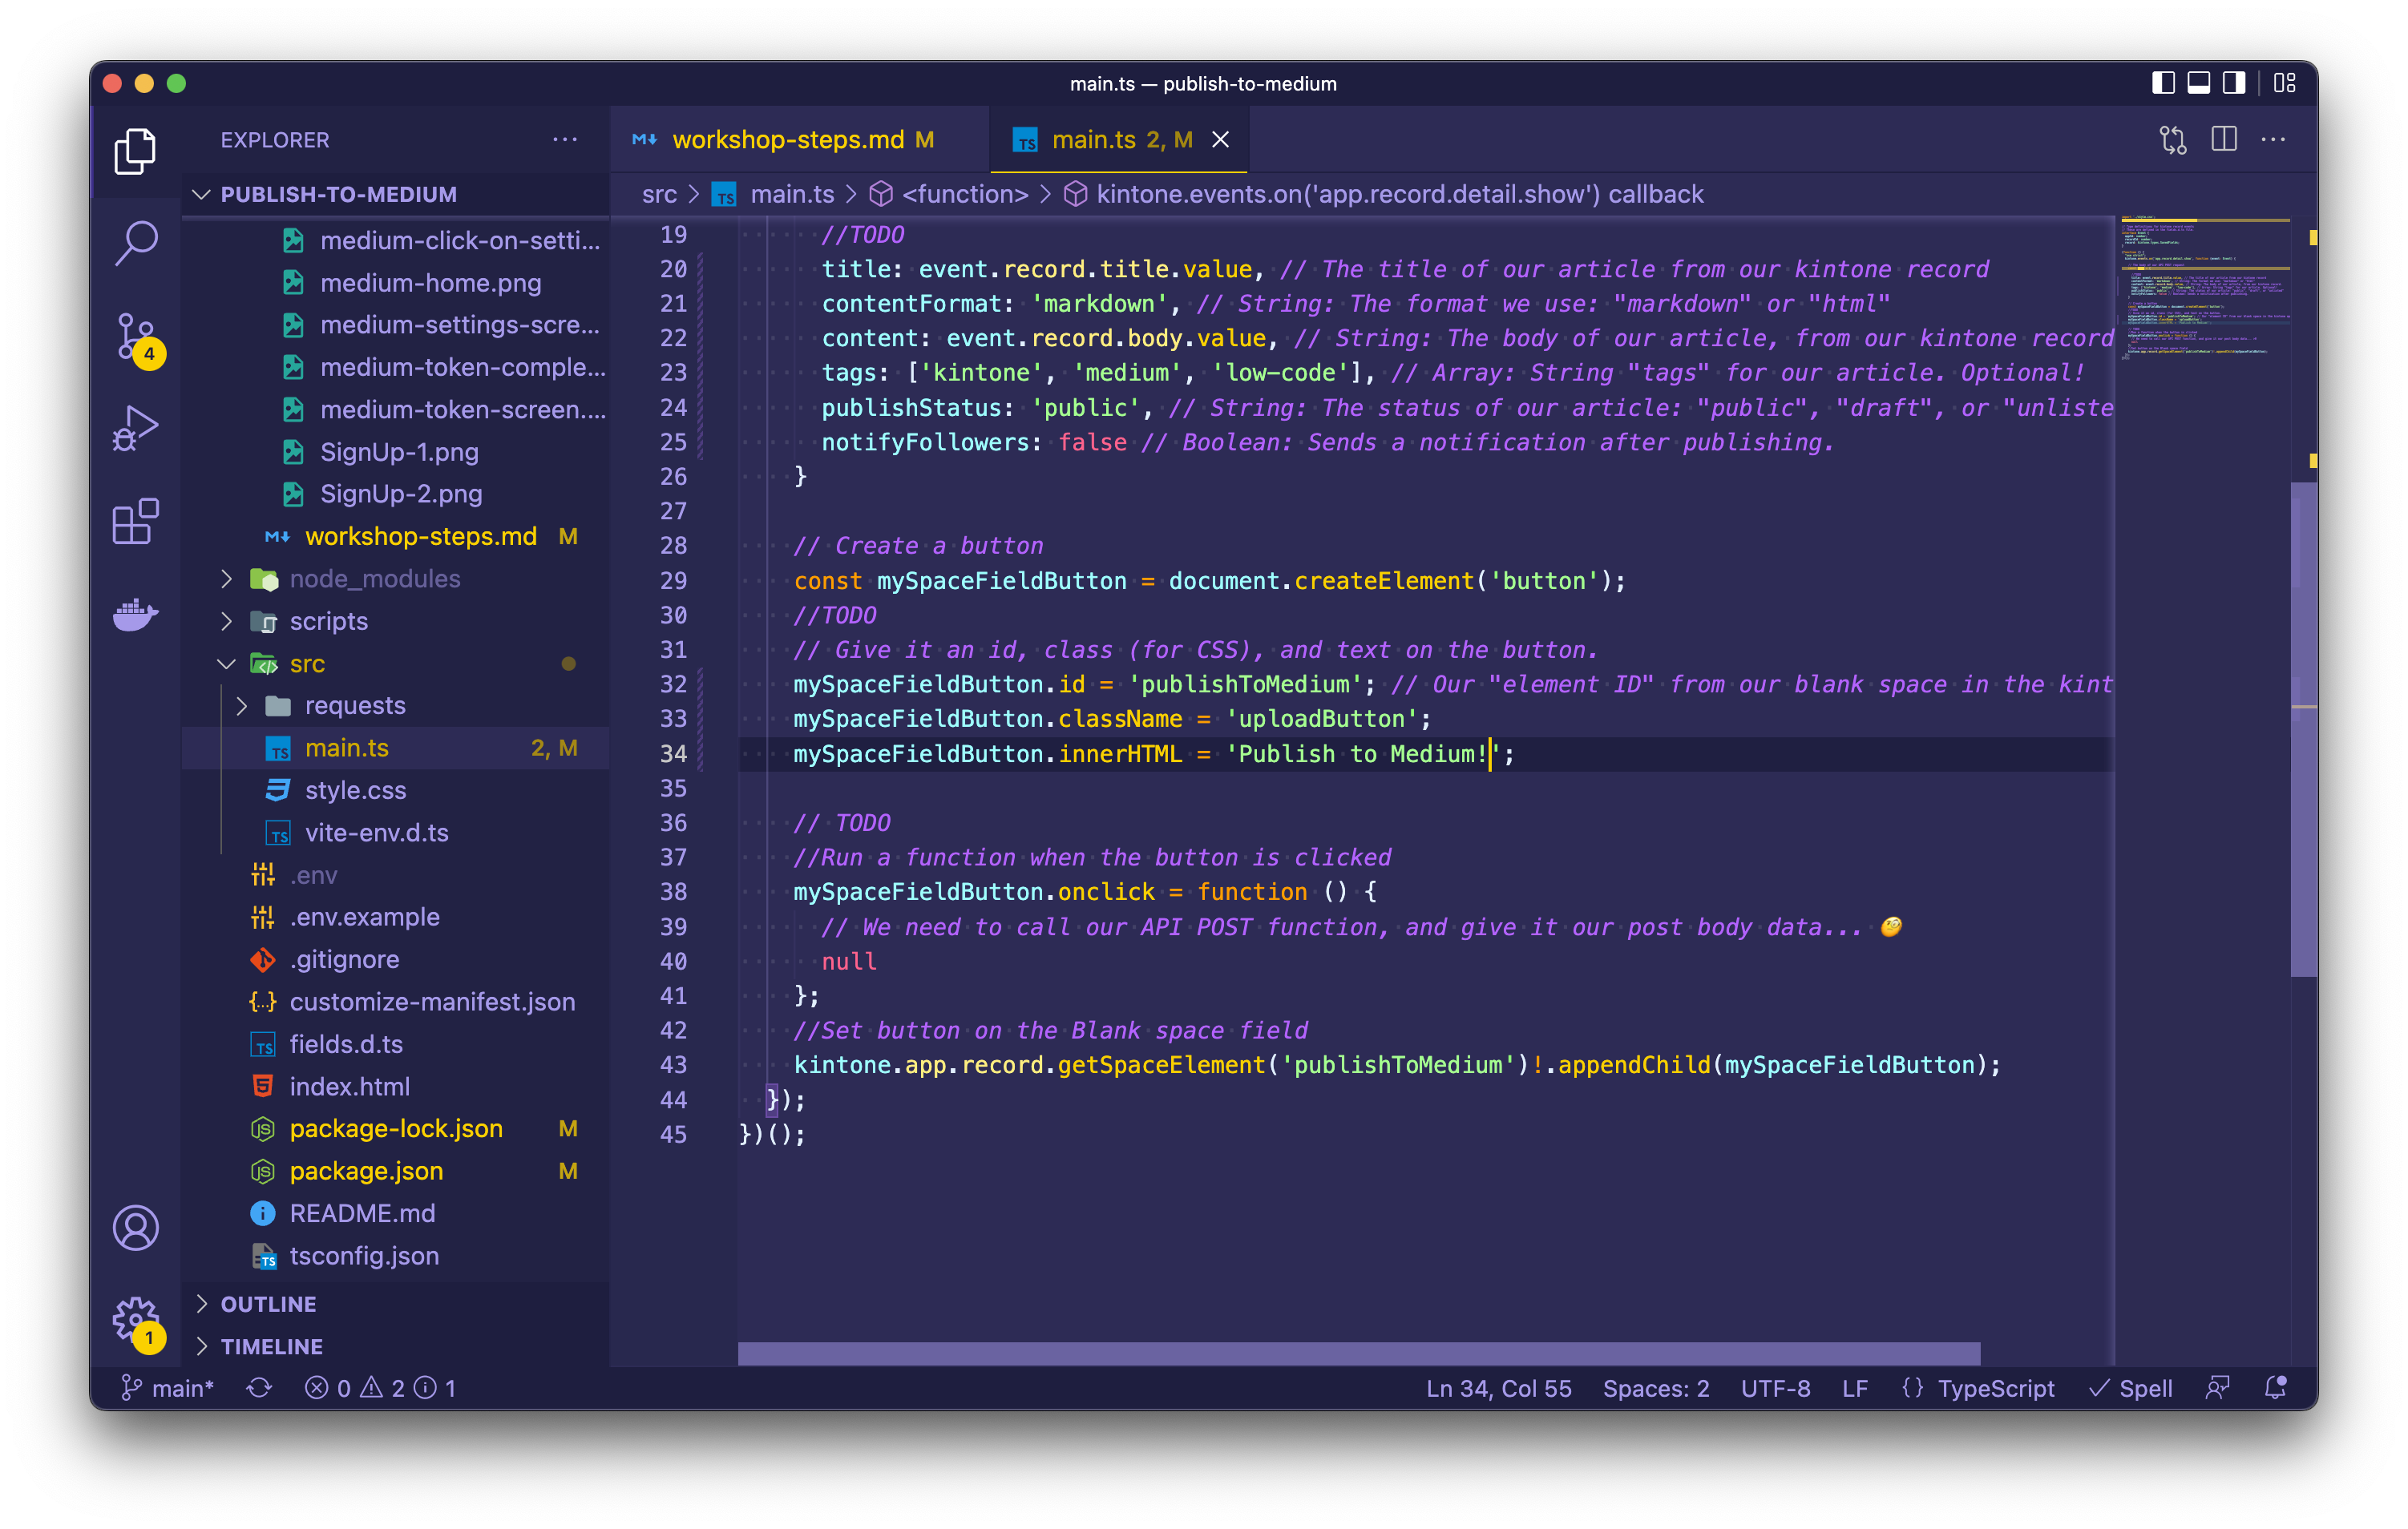 main.ts — publish-to-medium
EXPLORER
PUBLISH-TO-MEDIUM
medium-click-on-setti...
medium-home.png
medium-settings-scre...
medium-token-comple...
medium-token-screen....
SignUp-1.png
SignUp-2.png
workshop-steps.md M
node_modules
scripts
src
requests
main.ts 2, M
style.css
vite-env.d.ts
.env
.env.example
.gitignore
customize-manifest.json
fields.d.ts
index.html
package-lock.json M
package.json M
README.md
tsconfig.json
OUTLINE
TIMELINE
4
1
workshop-steps.md M
main.ts 2, M
src > main.ts > <function> > kintone.events.on('app.record.detail.show') callback
19 //TODO
20 title: event.record.title.value, // The title of our article from our kintone record
21 contentFormat: 'markdown', // String: The format we use: "markdown" or "html"
22 content: event.record.body.value, // String: The body of our article, from our kintone record
23 tags: ['kintone', 'medium', 'low-code'], // Array: String "tags" for our article. Optional!
24 publishStatus: 'public', // String: The status of our article: "public", "draft", or "unliste
25 notifyFollowers: false // Boolean: Sends a notification after publishing.
26 }
27
28 // Create a button
29 const mySpaceFieldButton = document.createElement('button');
30 //TODO
31 // Give it an id, class (for CSS), and text on the button.
32 mySpaceFieldButton.id = 'publishToMedium'; // Our "element ID" from our blank space in the kint
33 mySpaceFieldButton.className = 'uploadButton';
34 mySpaceFieldButton.innerHTML = 'Publish to Medium!';
35
36 // TODO
37 //Run a function when the button is clicked
38 mySpaceFieldButton.onclick = function () {
39 // We need to call our API POST function, and give it our post body data... 🧐
40 null
41 };
42 //Set button on the Blank space field
43 kintone.app.record.getSpaceElement('publishToMedium')!.appendChild(mySpaceFieldButton);
44 });
45 })();
main* 0 2 1
Ln 34, Col 55 Spaces: 2 UTF-8 LF {} TypeScript Spell